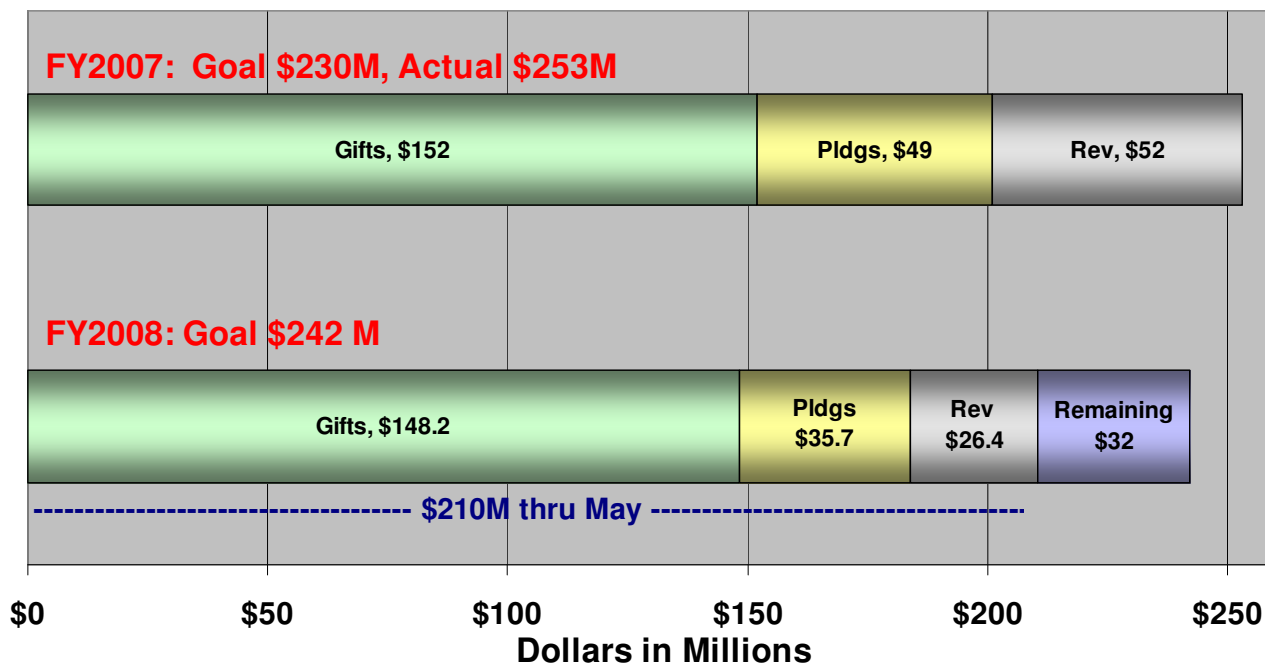 FY2007:  Goal $230M, Actual $253M
Gifts, $152
Pldgs, $49
Rev, $52
FY2008: Goal $242 M
Gifts, $148.2
Pldgs
$35.7
Rev
$26.4
Remaining
$32
$210M thru May
$0
$50
$100
$150
$200
$250
Dollars in Millions